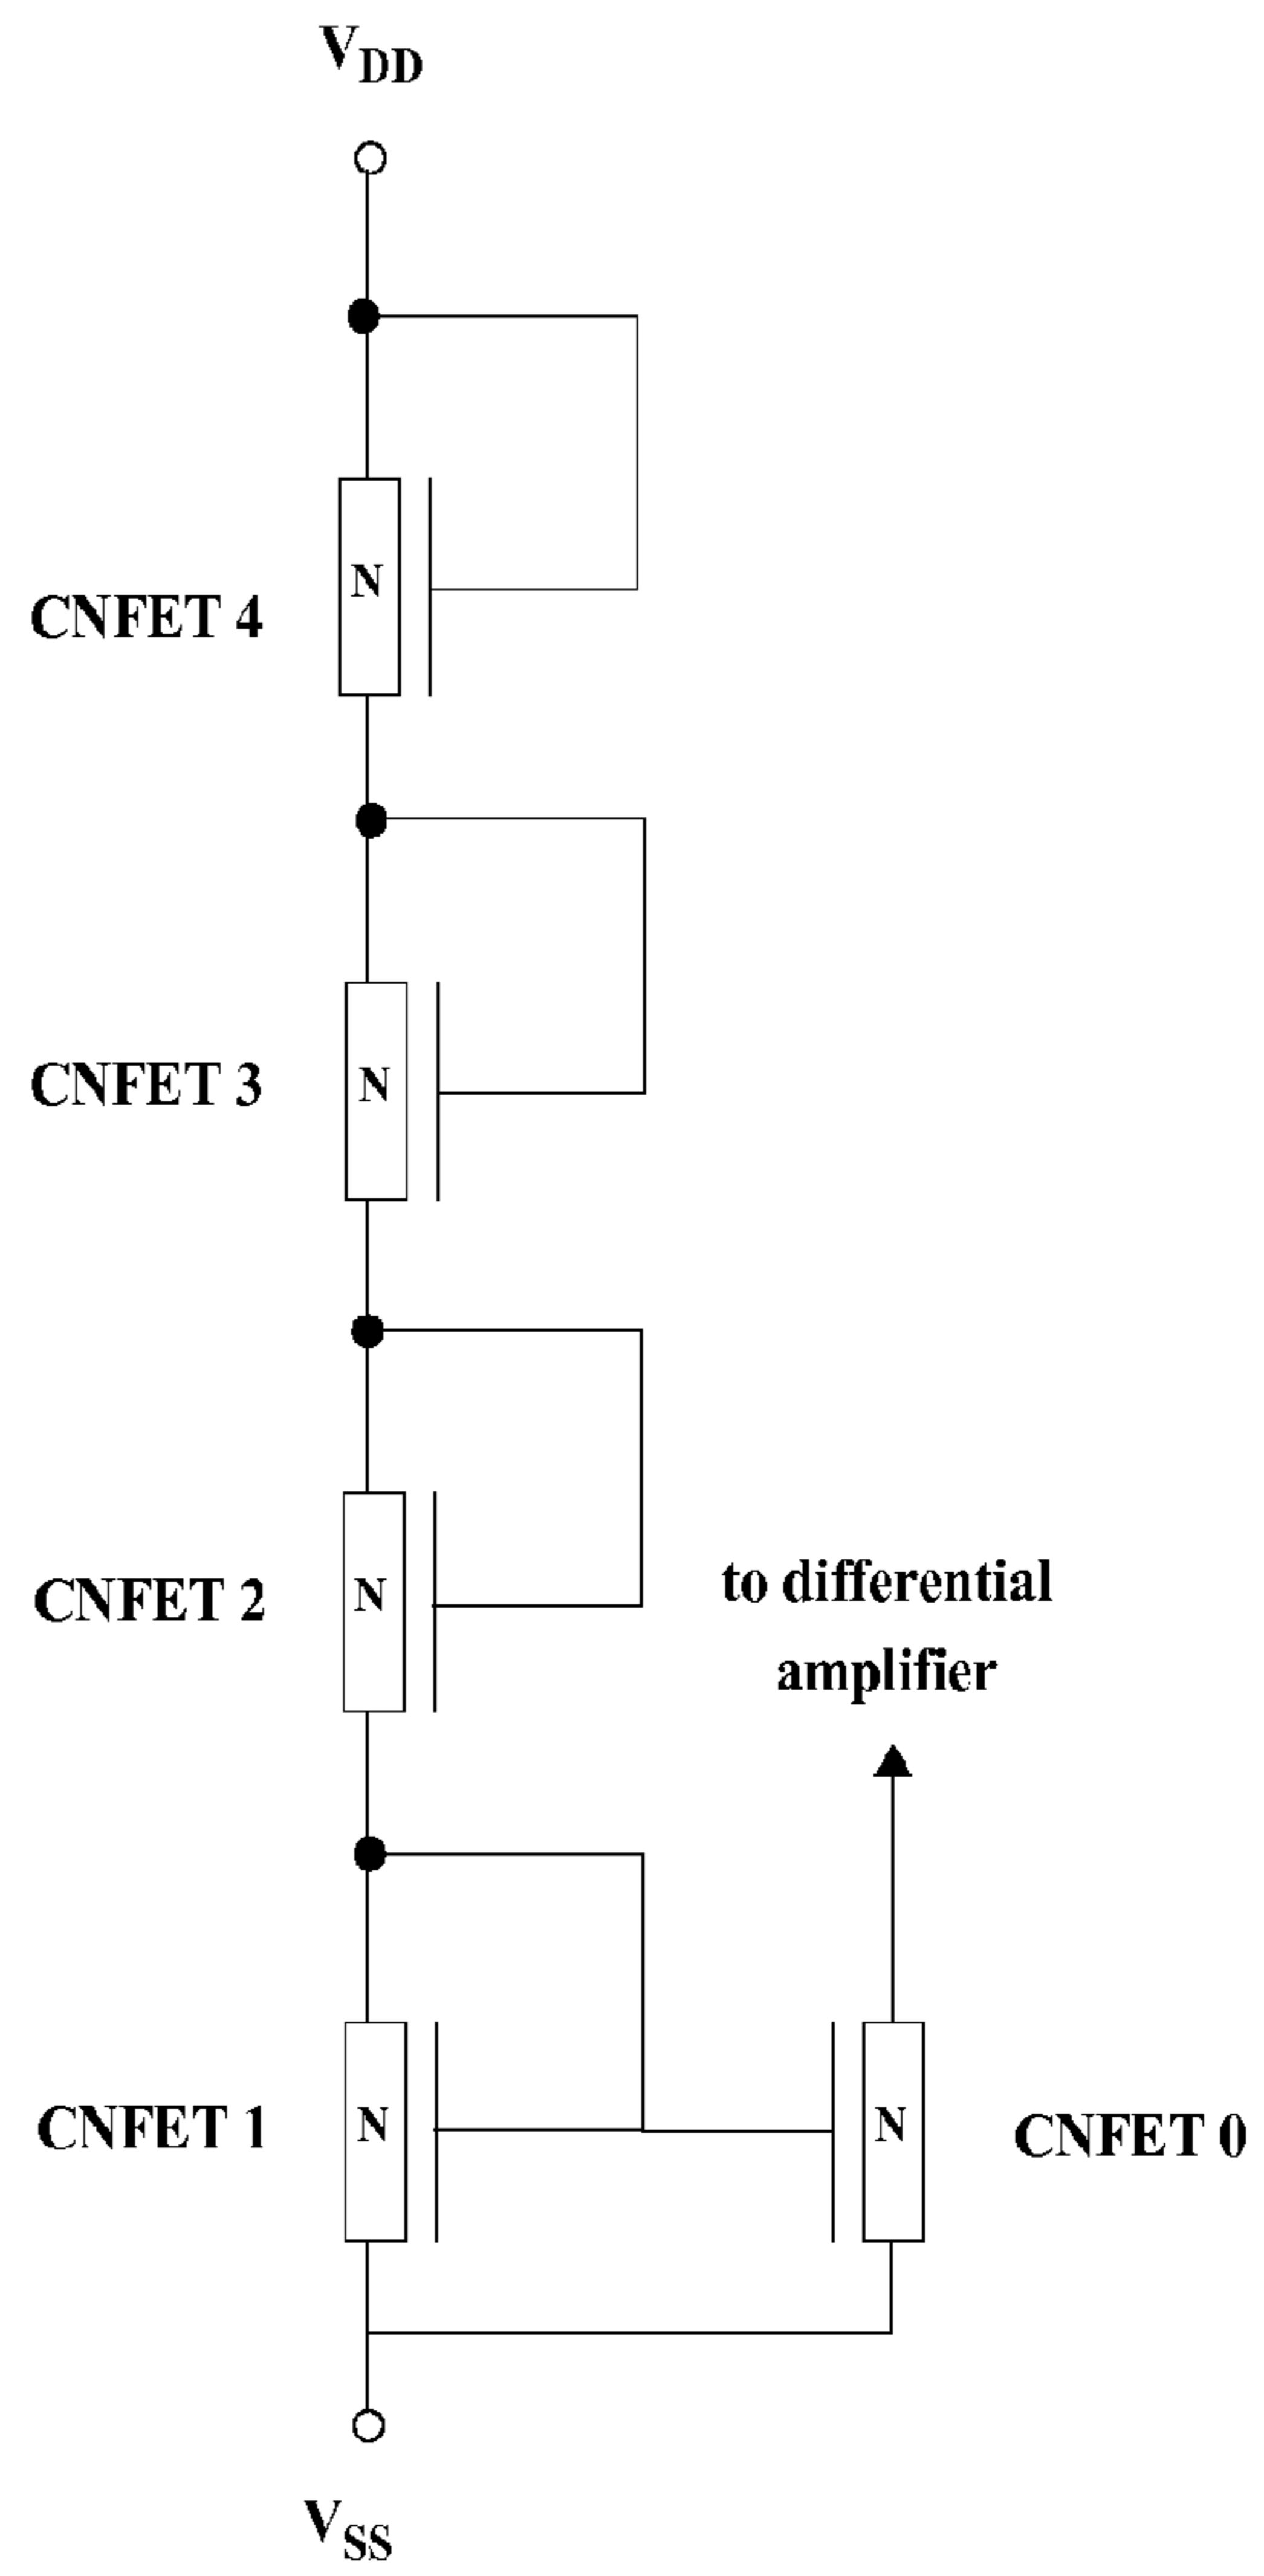 VDD
N
CNFET 4
N
CNFET 3
N
CNFET 2
to differential
amplifier
N
CNFET 1
N
CNFET 0
VSS